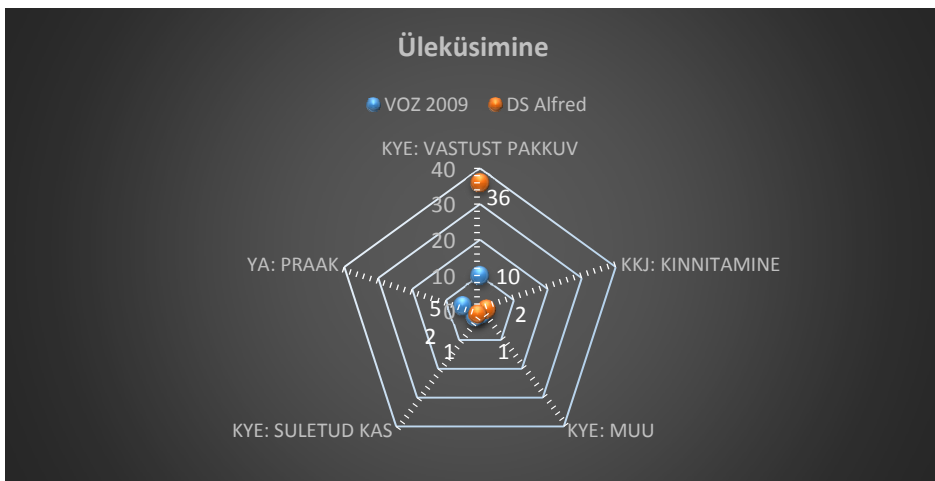 Üleküsimine
VOZ 2009 DS Alfred
KYE: VASTUST PAKKUV
40
36
30
20
YA: PRAAK
KKJ: KINNITAMINE
10 10
5
0 2
2
1 1
KYE: SULETUD KAS
KYE: MUU